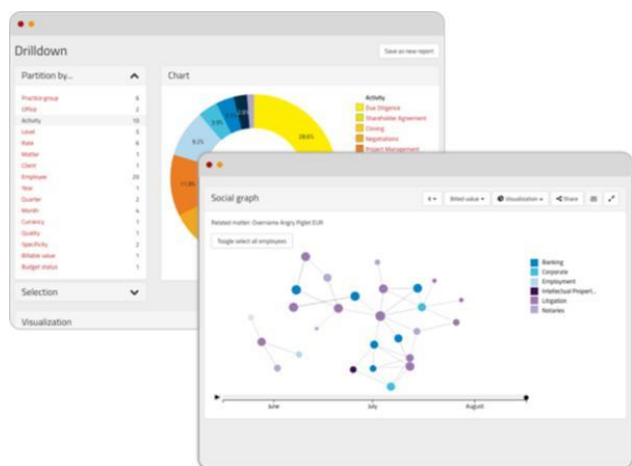 Drilldown
Save as new report
Partition by...
Practice group 6
Office 2
Activity 10
Level 5
Rate 6
Matter 1
Client 1
Employee 20
Year 1
Quarter 2
Month 4
Currency 1
Quality 1
Specificity 2
Billable value 1
Budget status 1
Selection
Visualization
Chart
28.6%
11.8%
9.2%
3.9%
Activity
Due Diligence
Shareholder Agreement
Closing
Negotiations
Project Management
Social graph
€
Billed value
Visualization
Share
Related matter: Overname Angry Piglet EUR
Toggle select all employees
Banking
Corporate
Employment
Intellectual Properi...
Litigation
Notaries
June
July
August